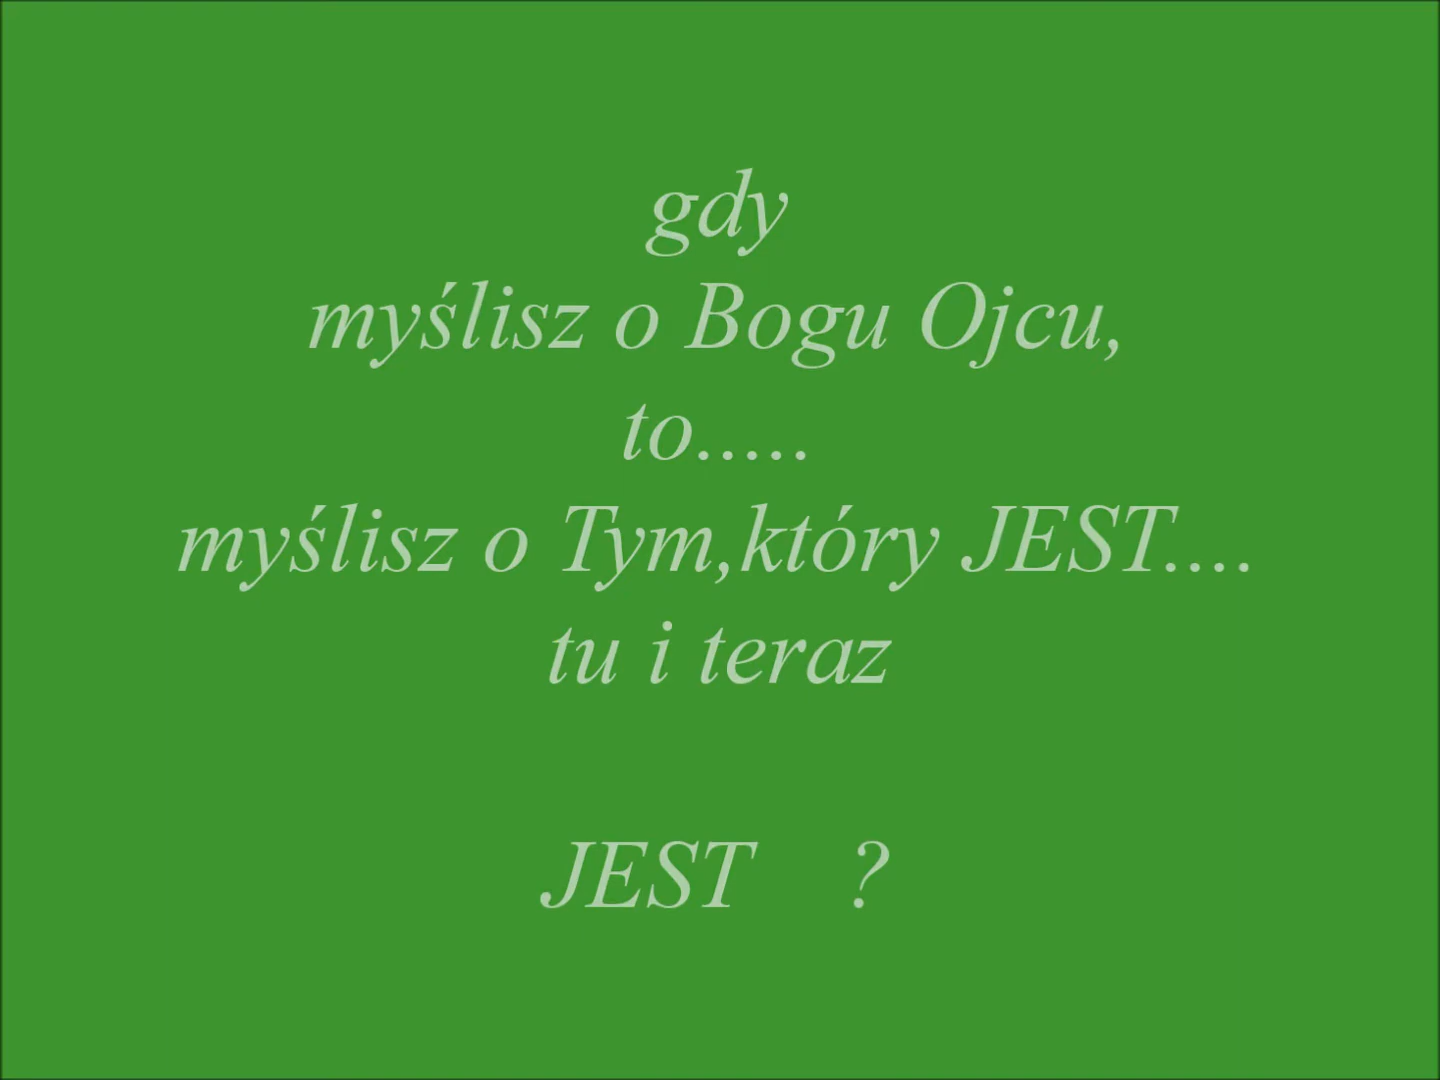 gdy
myślisz o Bogu Ojcu,
to.....
myślisz o Tym,który JEST....
tu i teraz
JEST ?